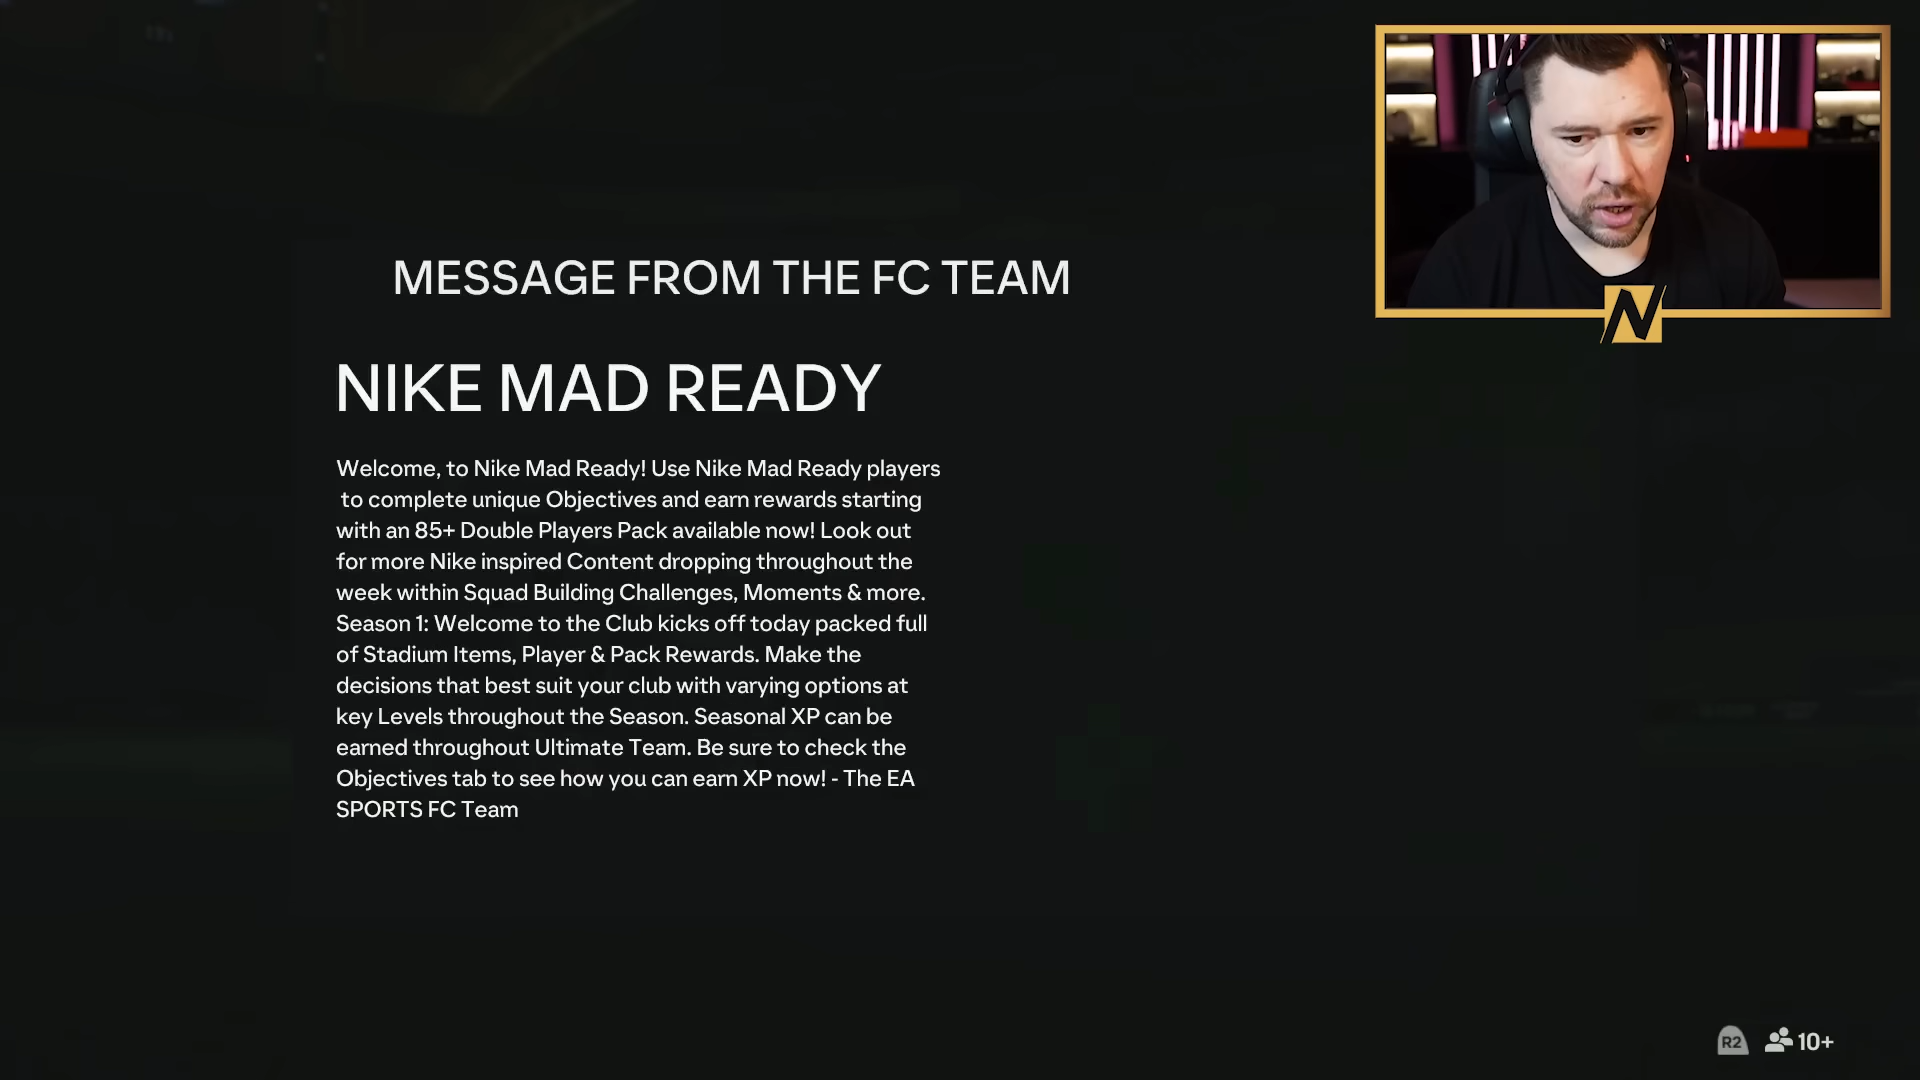 MESSAGE FROM THE FC TEAM
NIKE MAD READY
Welcome, to Nike Mad Ready! Use Nike Mad Ready players
to complete unique Objectives and earn rewards starting
with an 85+ Double Players Pack available now! Look out
for more Nike inspired Content dropping throughout the
week within Squad Building Challenges, Moments & more.
Season 1: Welcome to the Club kicks off today packed full
of Stadium Items, Player & Pack Rewards. Make the
decisions that best suit your club with varying options at
key Levels throughout the Season. Seasonal XP can be
earned throughout Ultimate Team. Be sure to check the
Objectives tab to see how you can earn XP now! - The EA
SPORTS FC Team
N
R2 10+